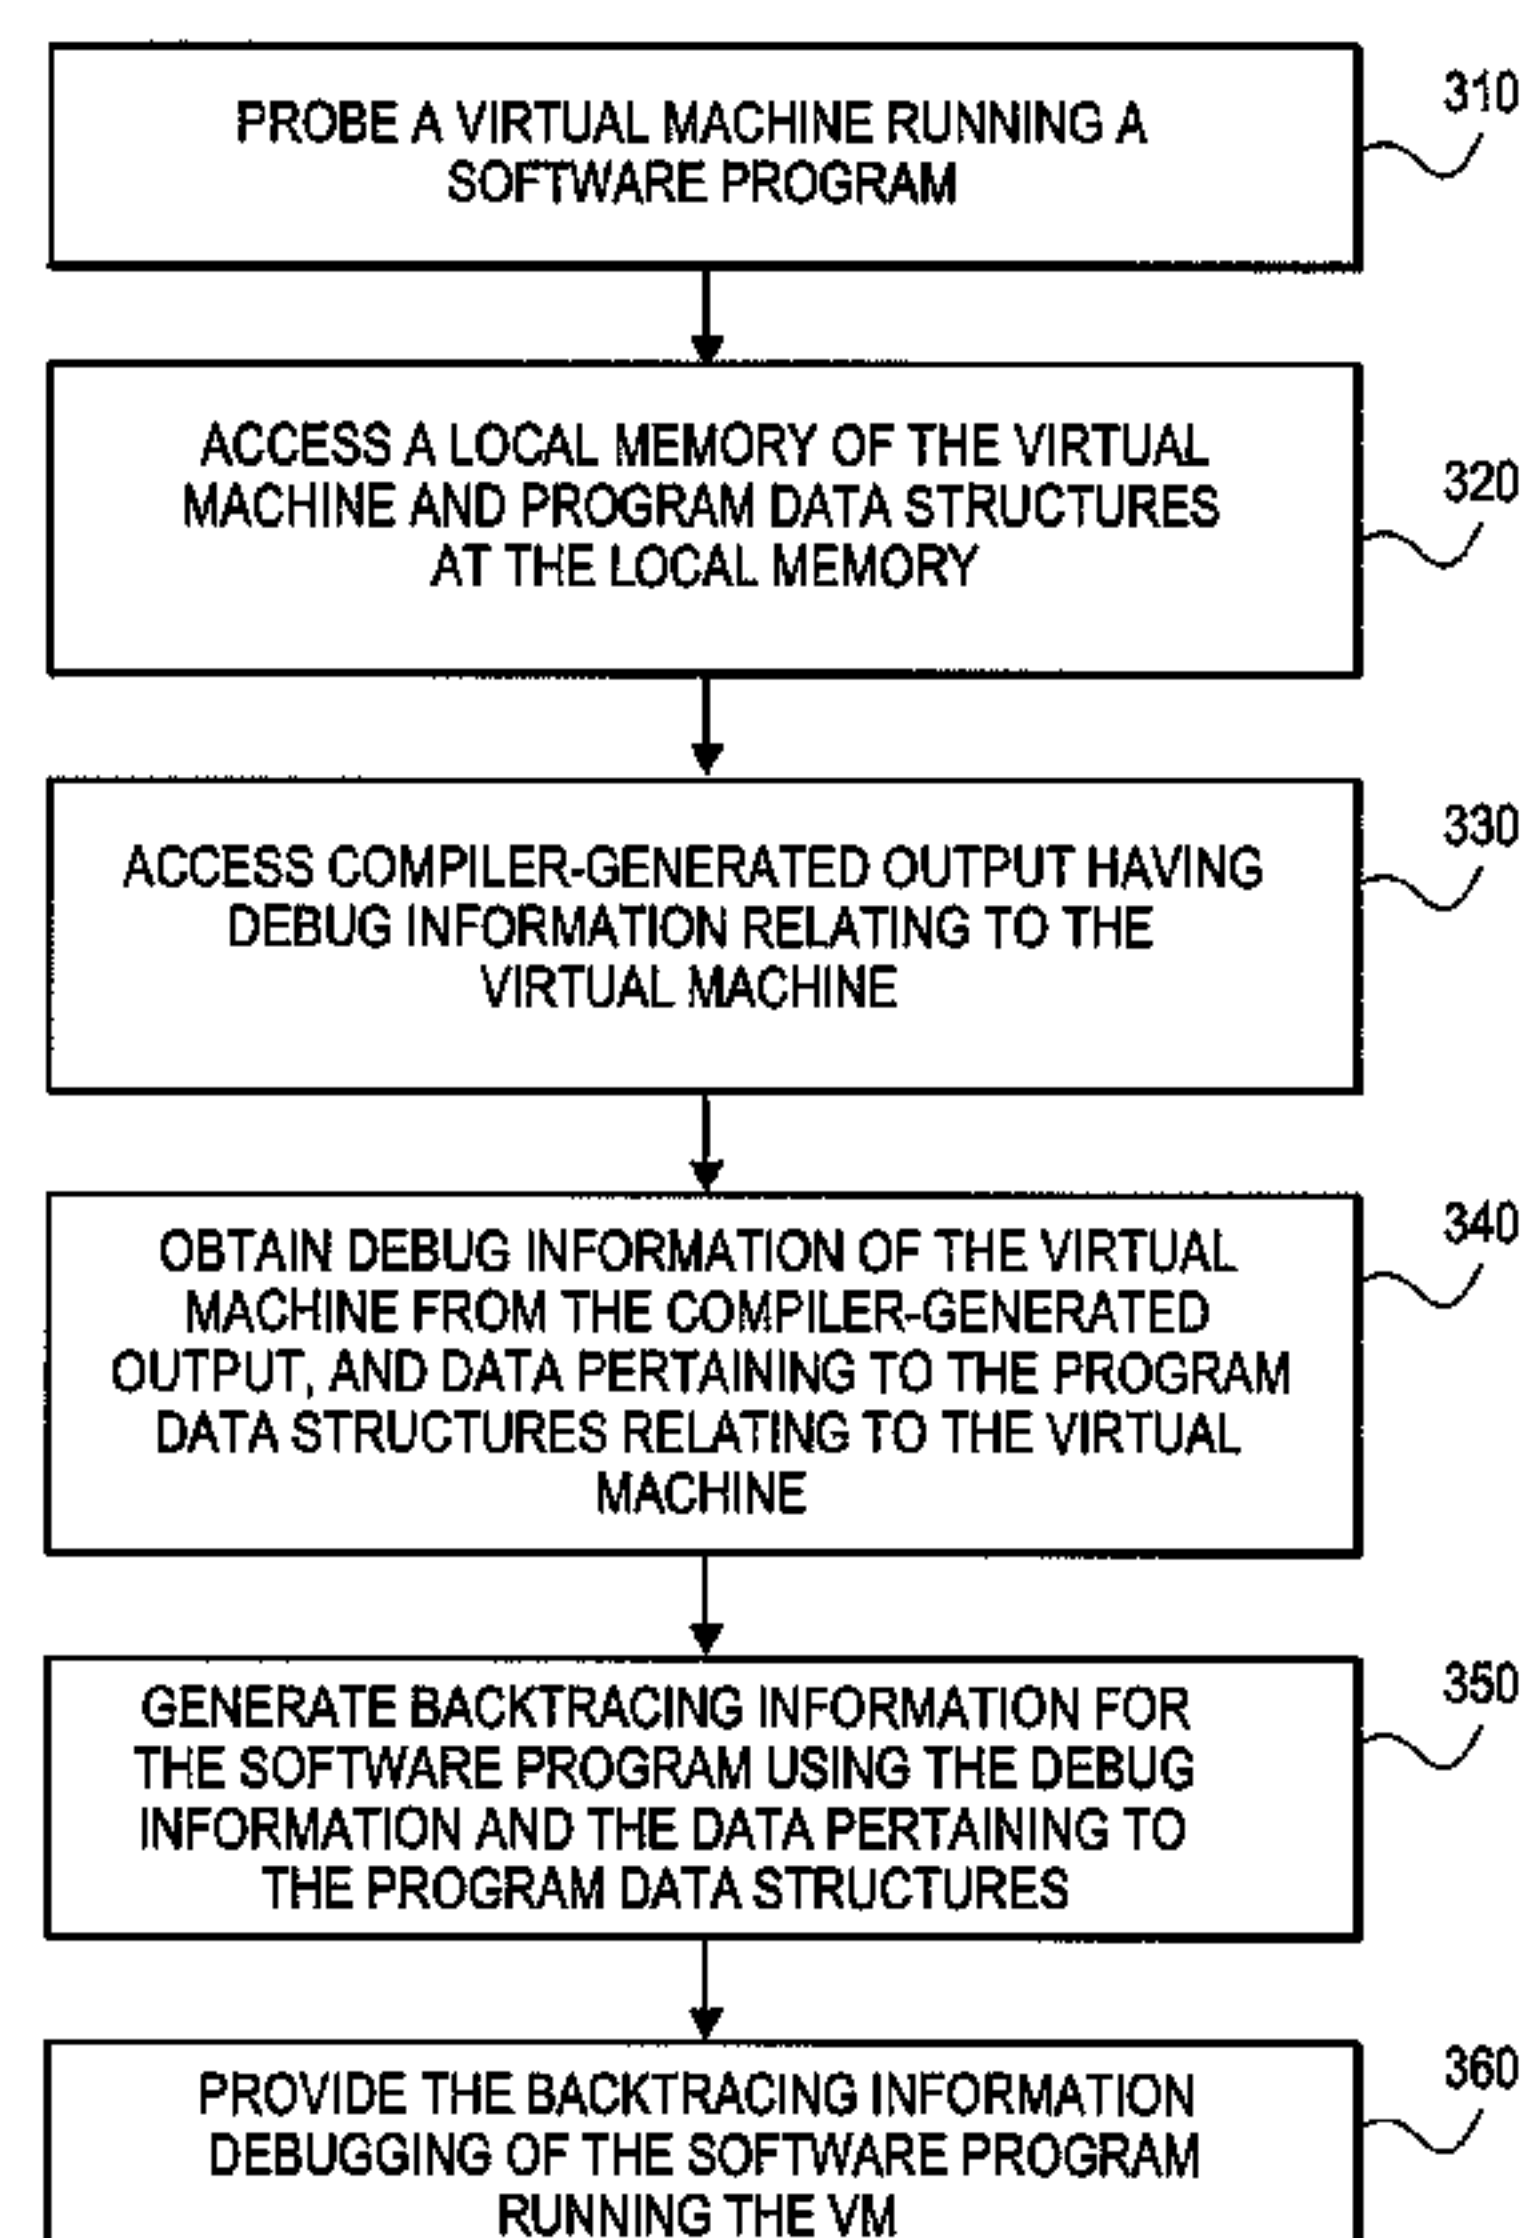 PROBE A VIRTUAL MACHINE RUNNING A
SOFTWARE PROGRAM
310
ACCESS A LOCAL MEMORY OF THE VIRTUAL
MACHINE AND PROGRAM DATA STRUCTURES
AT THE LOCAL MEMORY
320
ACCESS COMPILER-GENERATED OUTPUT HAVING
DEBUG INFORMATION RELATING TO THE
VIRTUAL MACHINE
330
OBTAIN DEBUG INFORMATION OF THE VIRTUAL
MACHINE FROM THE COMPILER-GENERATED
OUTPUT, AND DATA PERTAINING TO THE PROGRAM
DATA STRUCTURES RELATING TO THE VIRTUAL
MACHINE
340
GENERATE BACKTRACING INFORMATION FOR
THE SOFTWARE PROGRAM USING THE DEBUG
INFORMATION AND THE DATA PERTAINING TO
THE PROGRAM DATA STRUCTURES
350
PROVIDE THE BACKTRACING INFORMATION
DEBUGGING OF THE SOFTWARE PROGRAM
RUNNING THE VM
360